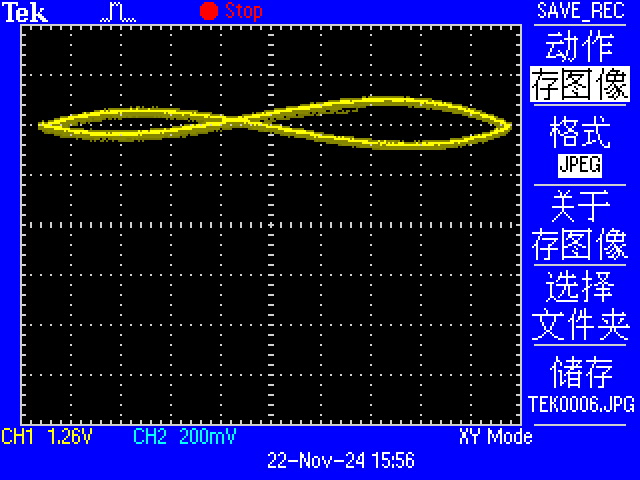 Tek Stop SAVE_REC
动作
存图像
格式
JPEG
关于
存图像
选择
文件夹
储存
TEK0006.JPG
CH1 1.26V CH2 200mV XY Mode
22-Nov-24 15:56